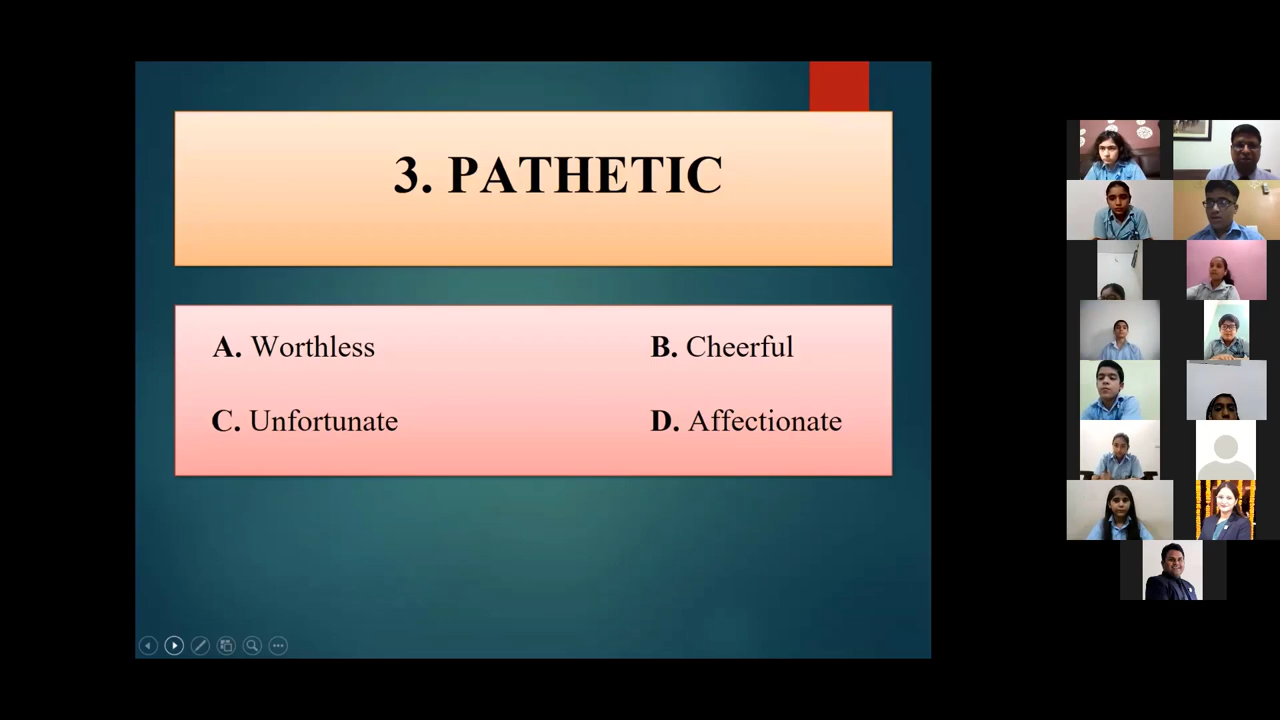 3. PATHETIC
A. Worthless
B. Cheerful
C. Unfortunate
D. Affectionate